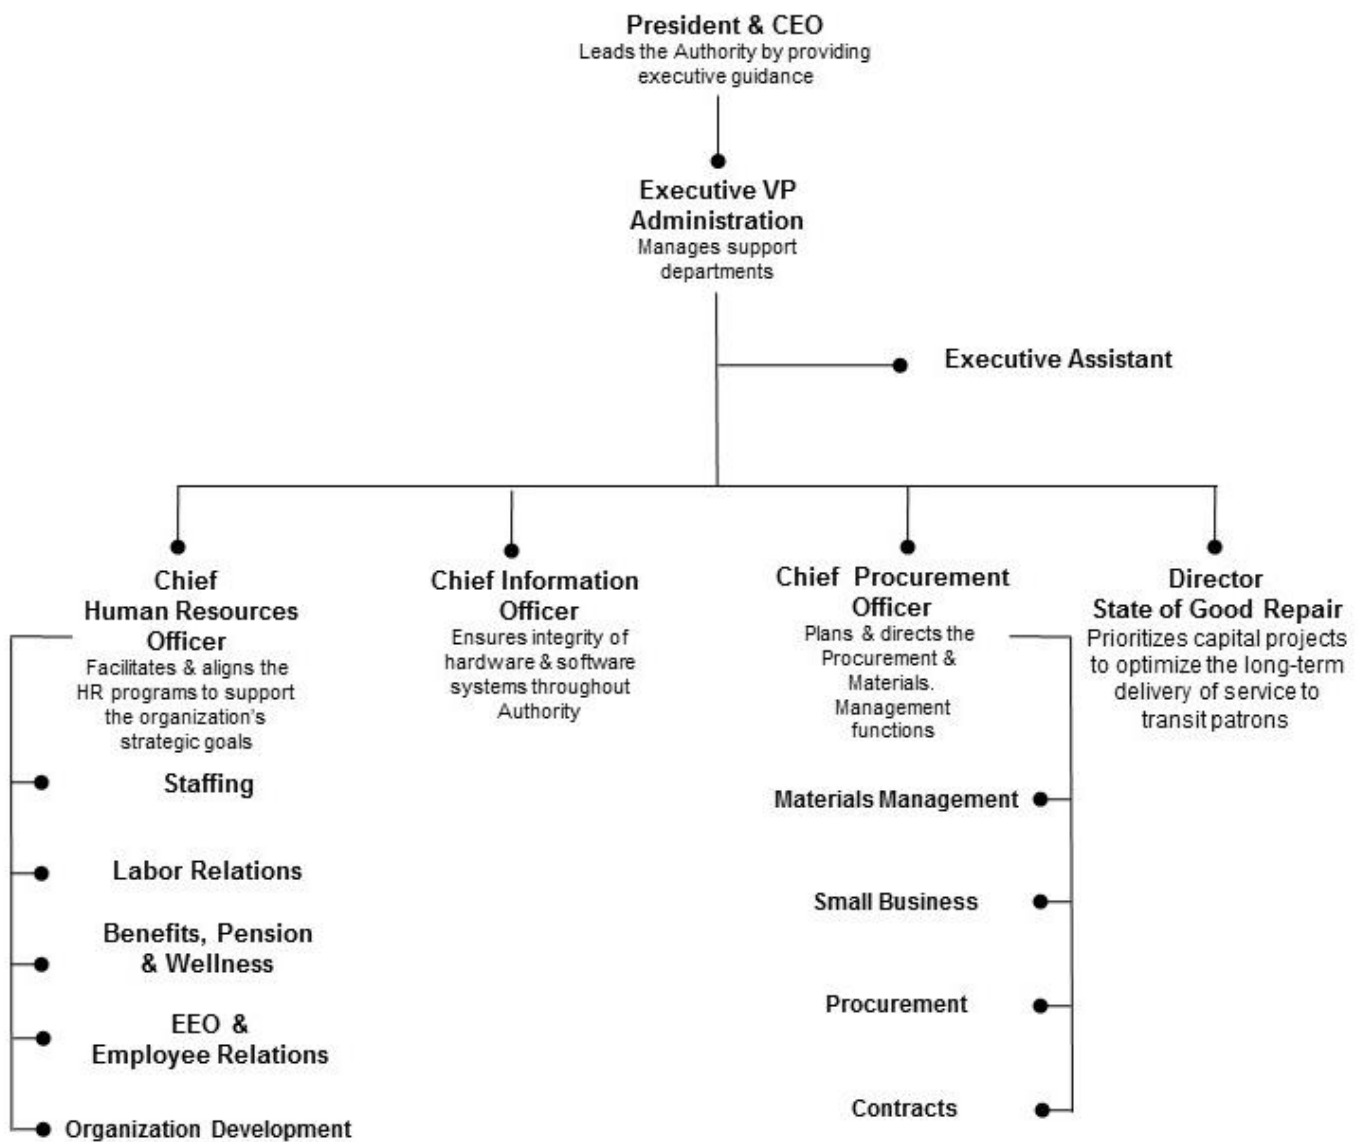 President & CEO
Leads the Authority by providing
executive guidance
Executive VP
Administration
Manages support
departments
Executive Assistant
Chief
Human Resources
Officer
Facilitates & aligns the
HR programs to support
the organization's
strategic goals
Staffing
Labor Relations
Benefits, Pension
& Wellness
EEO &
Employee Relations
Organization Development
Chief Information
Officer
Ensures integrity of
hardware & software
systems throughout
Authority
Chief Procurement
Officer
Plans & directs the
Procurement &
Materials.
Management
functions
Materials Management
Small Business
Procurement
Contracts
Director
State of Good Repair
Prioritizes capital projects
to optimize the long-term
delivery of service to
transit patrons